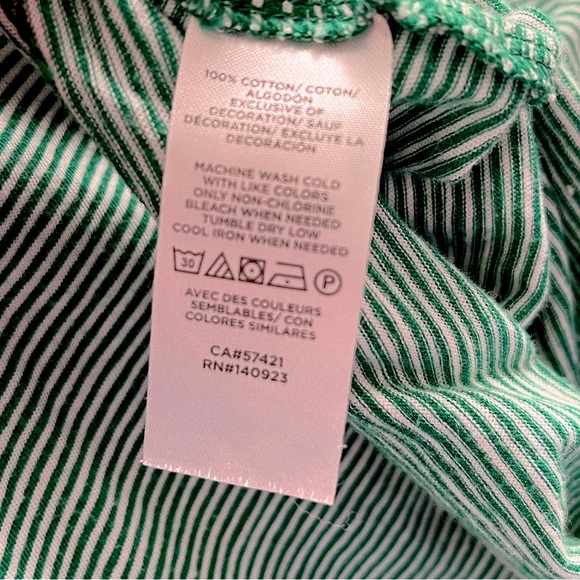 100% COTTON/ COTON/
ALGODON
EXCLUSIVE OF
DECORATION/ SAUF
DECORATION/ EXCLUYE LA
DECORACIÓN
MACHINE WASH COLD
WITH LIKE COLORS
ONLY NON-CHLORINE
BLEACH WHEN NEEDED
TUMBLE DRY LOW
COOL IRON WHEN NEEDED
30 P
AVEC DES COULEURS
SEMBLABLES/ CON
COLORES SIMILARES
CA#57421
RN#140923